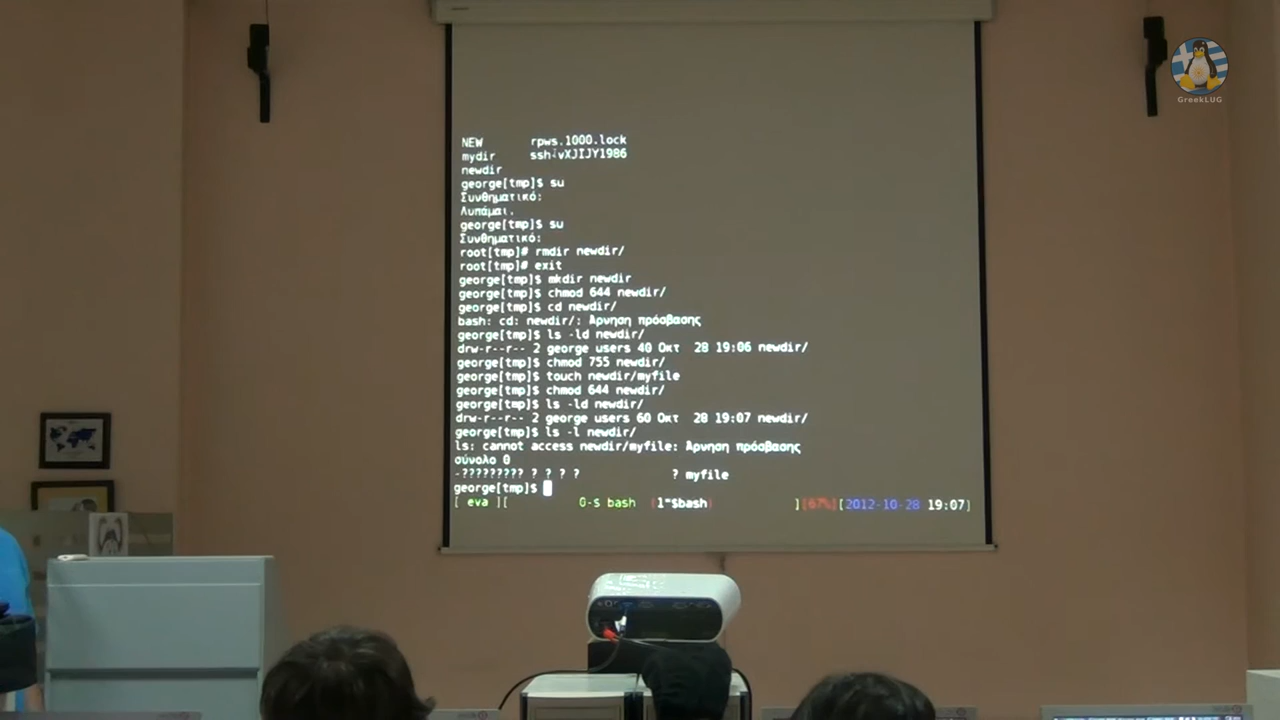 GreekLUG
NEW rpws.1000.lock
mydir ssh-vXJIJY1986
newdir
george[tmp]$ su
Συνθηματικό:
Λυπάμαι.
george[tmp]$ su
Συνθηματικό:
root[tmp]# rmdir newdir/
root[tmp]# exit
george[tmp]$ mkdir newdir
george[tmp]$ chmod 644 newdir/
george[tmp]$ cd newdir/
bash: cd: newdir/: Άρνηση πρόσβασης
george[tmp]$ ls -ld newdir/
drw-r--r-- 2 george users 40 Οκτ 28 19:06 newdir/
george[tmp]$ chmod 755 newdir/
george[tmp]$ touch newdir/myfile
george[tmp]$ chmod 644 newdir/
george[tmp]$ ls -ld newdir/
drw-r--r-- 2 george users 60 Οκτ 28 19:07 newdir/
george[tmp]$ ls -l newdir/
ls: cannot access newdir/myfile: Άρνηση πρόσβασης
σύνολο 0
-????????? ? ? ? ? ? myfile
george[tmp]$
[ eva ][ 0-$ bash (1*$bash) ][67%][2012-10-28 19:07]